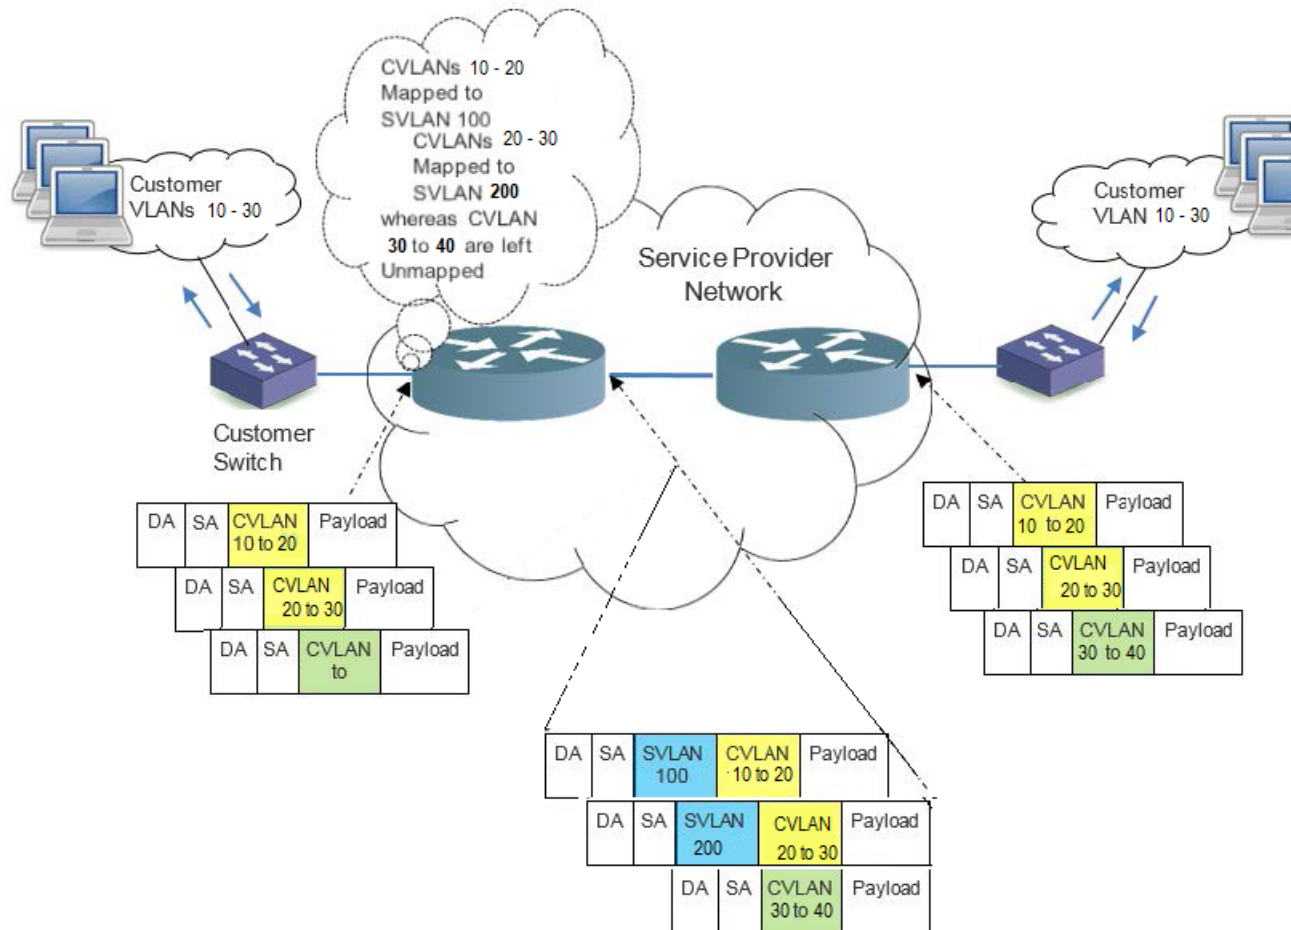 CVLANs 10 - 20
Mapped to
SVLAN 100
CVLANs 20 - 30
Mapped to
SVLAN 200
whereas CVLAN
30 to 40 are left
Unmapped
Customer
VLANs 10 - 30
Customer
VLAN 10 - 30
Service Provider
Network
Customer
Switch
DA SA CVLAN Payload
10 to 20
DA SA CVLAN Payload
20 to 30
DA SA CVLAN Payload
to
DA SA CVLAN Payload
10 to 20
DA SA CVLAN Payload
20 to 30
DA SA CVLAN Payload
30 to 40
DA SA SVLAN CVLAN Payload
100 10 to 20
DA SA SVLAN CVLAN Payload
200 20 to 30
DA SA CVLAN Payload
30 to 40